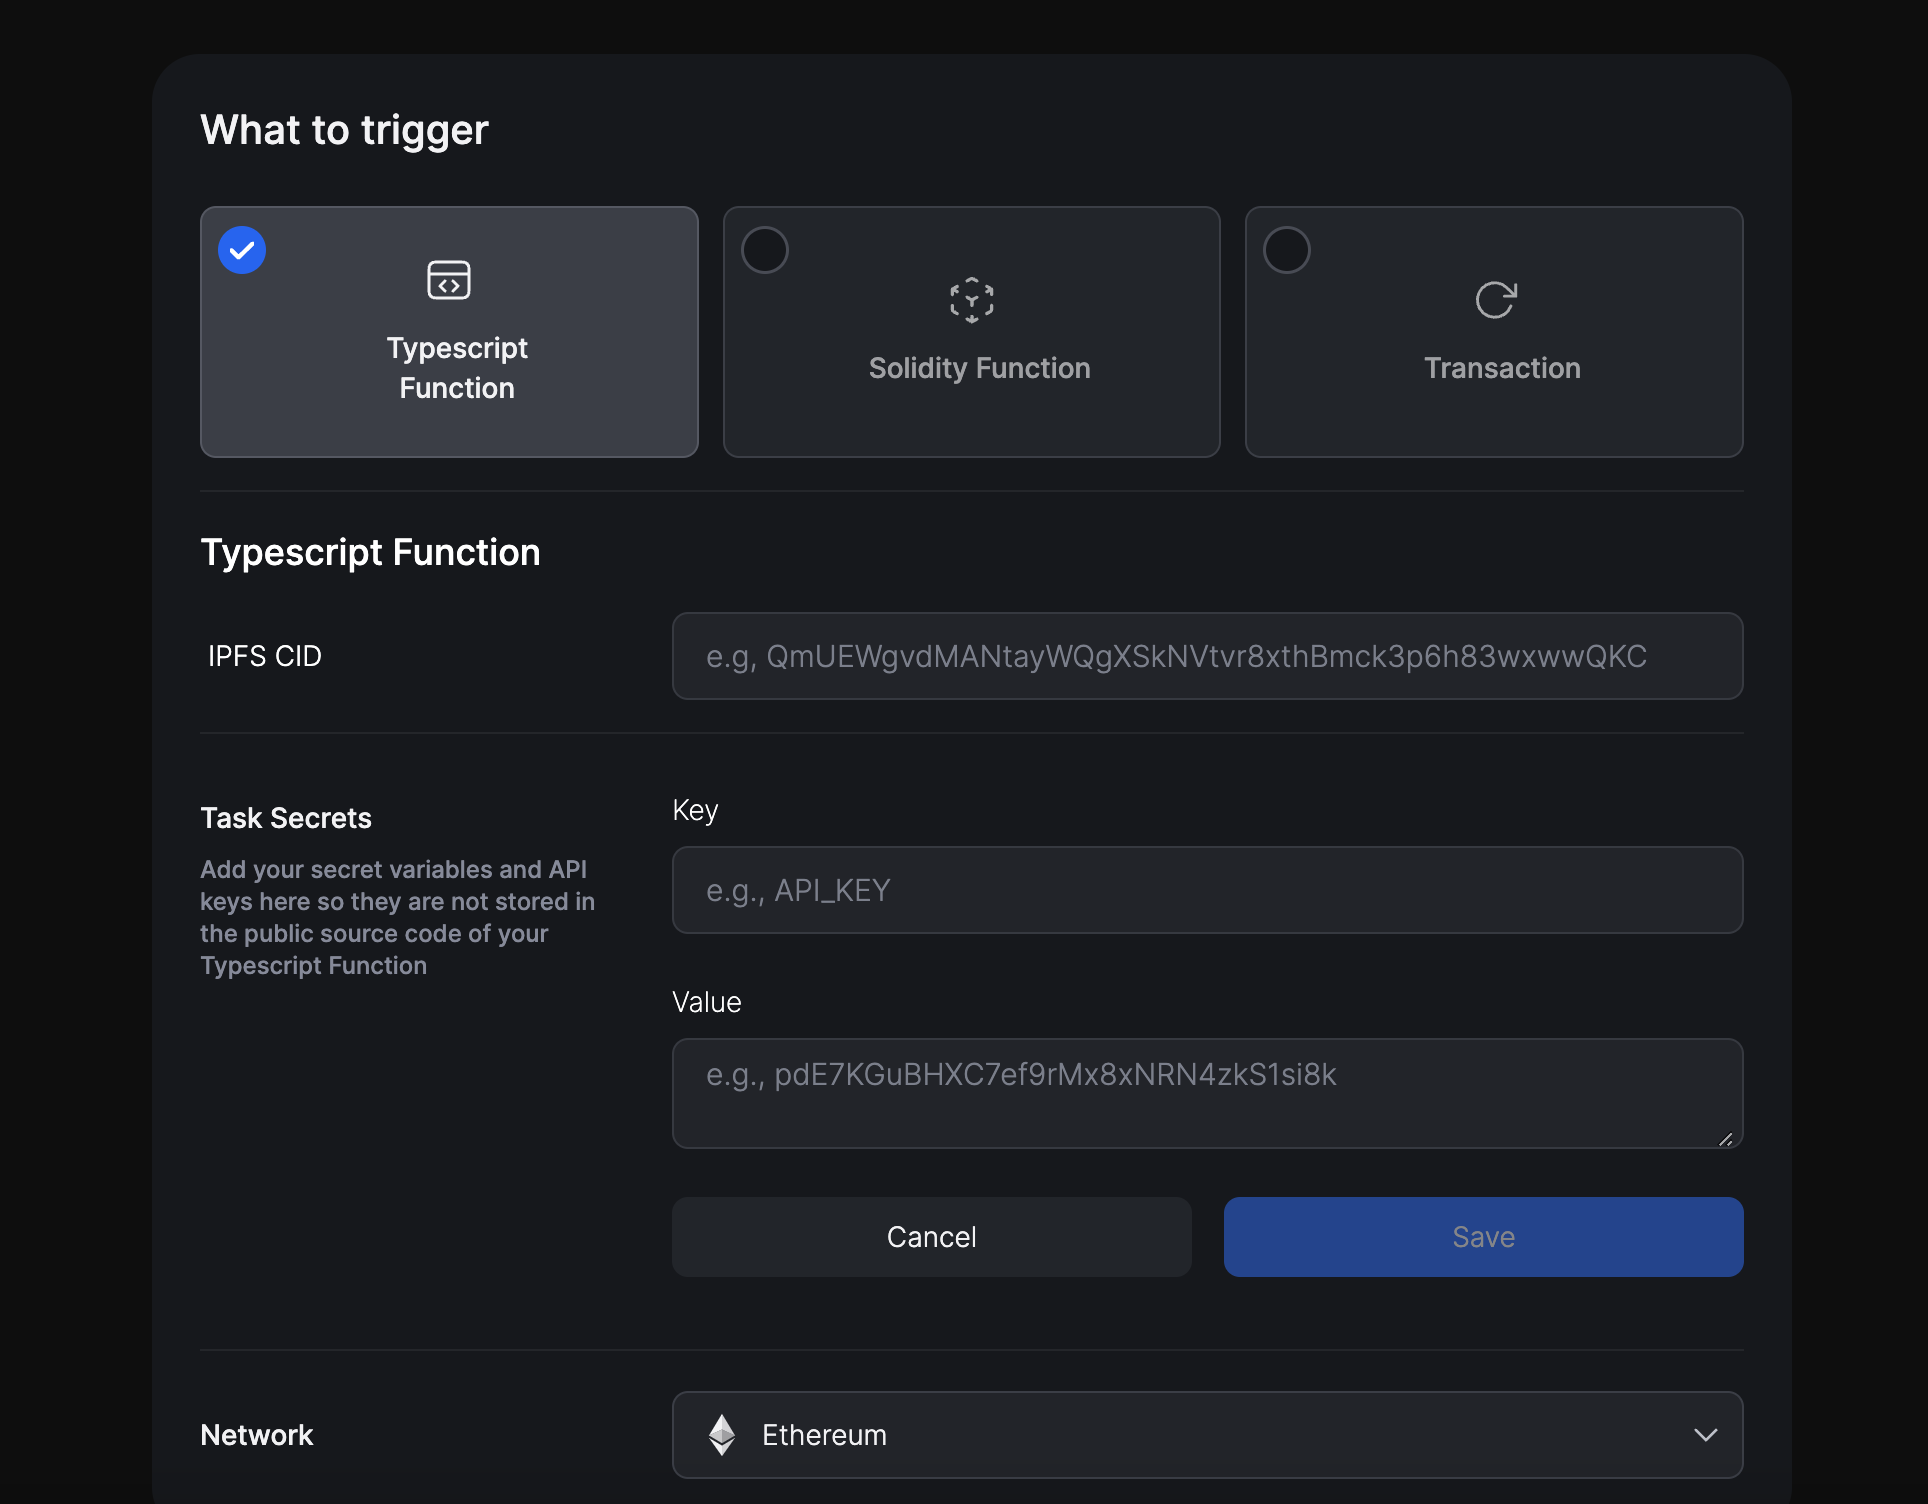 What to trigger
Typescript
Function
Solidity Function
Transaction
Typescript Function
IPFS CID
e.g, QmUEWgvdMANtayWQgXSkNVtvr8xthBmck3p6h83wxwwQKC
Task Secrets
Add your secret variables and API
keys here so they are not stored in
the public source code of your
Typescript Function
Key
e.g., API_KEY
Value
e.g., pdE7KGuBHXC7ef9rMx8xNRN4zkS1si8k
Cancel
Save
Network
Ethereum